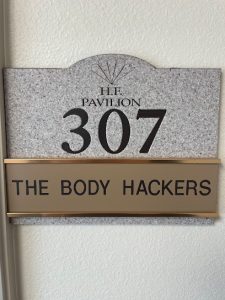 H.F.
PAVILION
307
THE BODY HACKERS